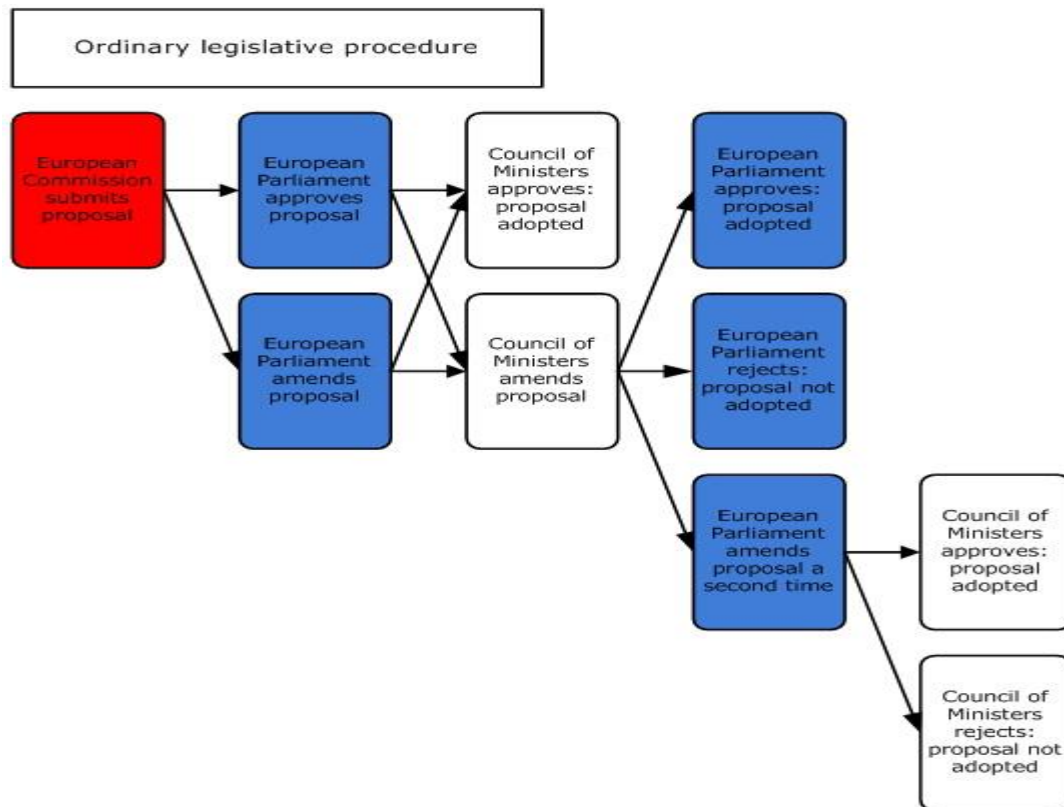 Ordinary legislative procedure
European
Commission
submits
proposal
European
Parliament
approves
proposal
Council of
Ministers
approves:
proposal
adopted
European
Parliament
approves:
proposal
adopted
European
Parliament
amends
proposal
Council of
Ministers
amends
proposal
European
Parliament
rejects:
proposal not
adopted
European
Parliament
amends
proposal a
second time
Council of
Ministers
approves:
proposal
adopted
Council of
Ministers
rejects:
proposal not
adopted